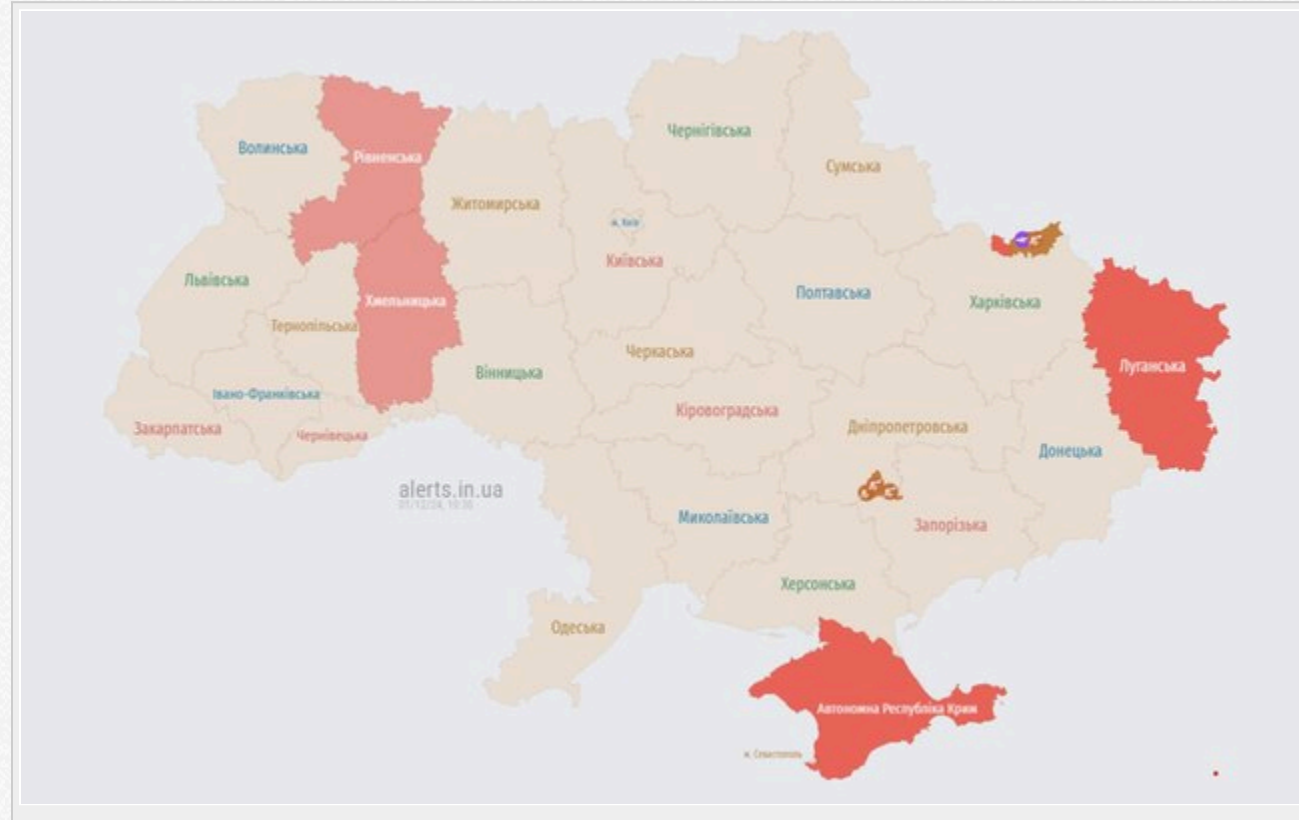 Чернігівська
Волинська
Рівненська
Сумська
Житомирська
м. Київ
Київська
Львівська
Полтавська
Хмельницька
Харківська
Тернопільська
Черкаська
Луганська
Вінницька
Івано-Франківська
Кіровоградська
Закарпатська
Чернівецька
Дніпропетровська
Донецька
alerts.in.ua
Миколаївська
Запорізька
Херсонська
Одеська
Автономна Республіка Крим
м. Севастополь